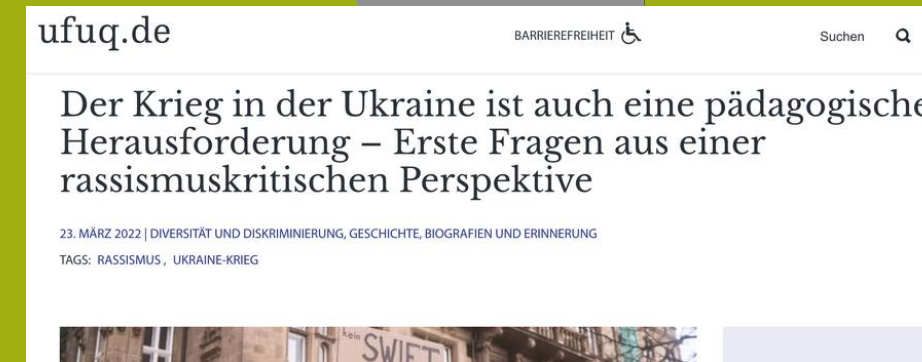 ufuq.de
BARRIEREFREIHEIT
Suchen
Der Krieg in der Ukraine ist auch eine pädagogische
Herausforderung – Erste Fragen aus einer
rassismuskritischen Perspektive
23. MÄRZ 2022 | DIVERSITÄT UND DISKRIMINIERUNG, GESCHICHTE, BIOGRAFIEN UND ERINNERUNG
TAGS: RASSISMUS , UKRAINE-KRIEG
kein
SWIFT